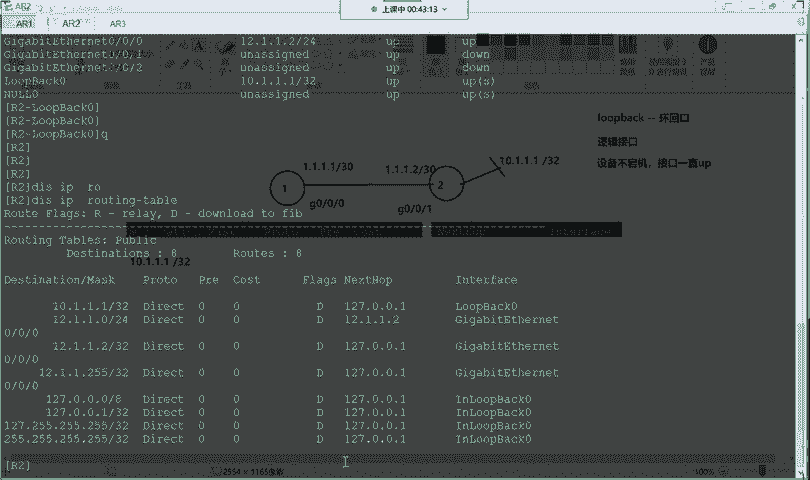 AR2
上课中 00:43:13
AR1 AR2 AR3
GigabitEthernet0/0/0 12.1.1.2/24 up up
GigabitEthernet0/0/1 unassigned up down
GigabitEthernet0/0/2 unassigned up down
LoopBack0 10.1.1.1/32 up up(s)
NULL0 unassigned up up(s)
[R2-LoopBack0]
[R2-LoopBack0]
[R2-LoopBack0]q
[R2]
[R2]
[R2]
[R2]dis ip ro
[R2]dis ip routing-table
Route Flags: R - relay, D - download to fib
Routing Tables: Public
Destinations : 8 Routes : 8
Destination/Mask Proto Pre Cost Flags NextHop Interface
10.1.1.1/32 Direct 0 0 D 127.0.0.1 LoopBack0
12.1.1.0/24 Direct 0 0 D 12.1.1.2 GigabitEthernet
0/0/0
12.1.1.2/32 Direct 0 0 D 127.0.0.1 GigabitEthernet
0/0/0
12.1.1.255/32 Direct 0 0 D 127.0.0.1 GigabitEthernet
0/0/0
127.0.0.0/8 Direct 0 0 D 127.0.0.1 InLoopBack0
127.0.0.1/32 Direct 0 0 D 127.0.0.1 InLoopBack0
127.255.255.255/32 Direct 0 0 D 127.0.0.1 InLoopBack0
255.255.255.255/32 Direct 0 0 D 127.0.0.1 InLoopBack0
[R2]
loopback -- 环回口
逻辑接口
设备不宕机，接口一直up
1.1.1.1/30 1.1.1.2/30 10.1.1.1 /32
1 2
g0/0/0 g0/0/1
10.1.1.1 /32
100%